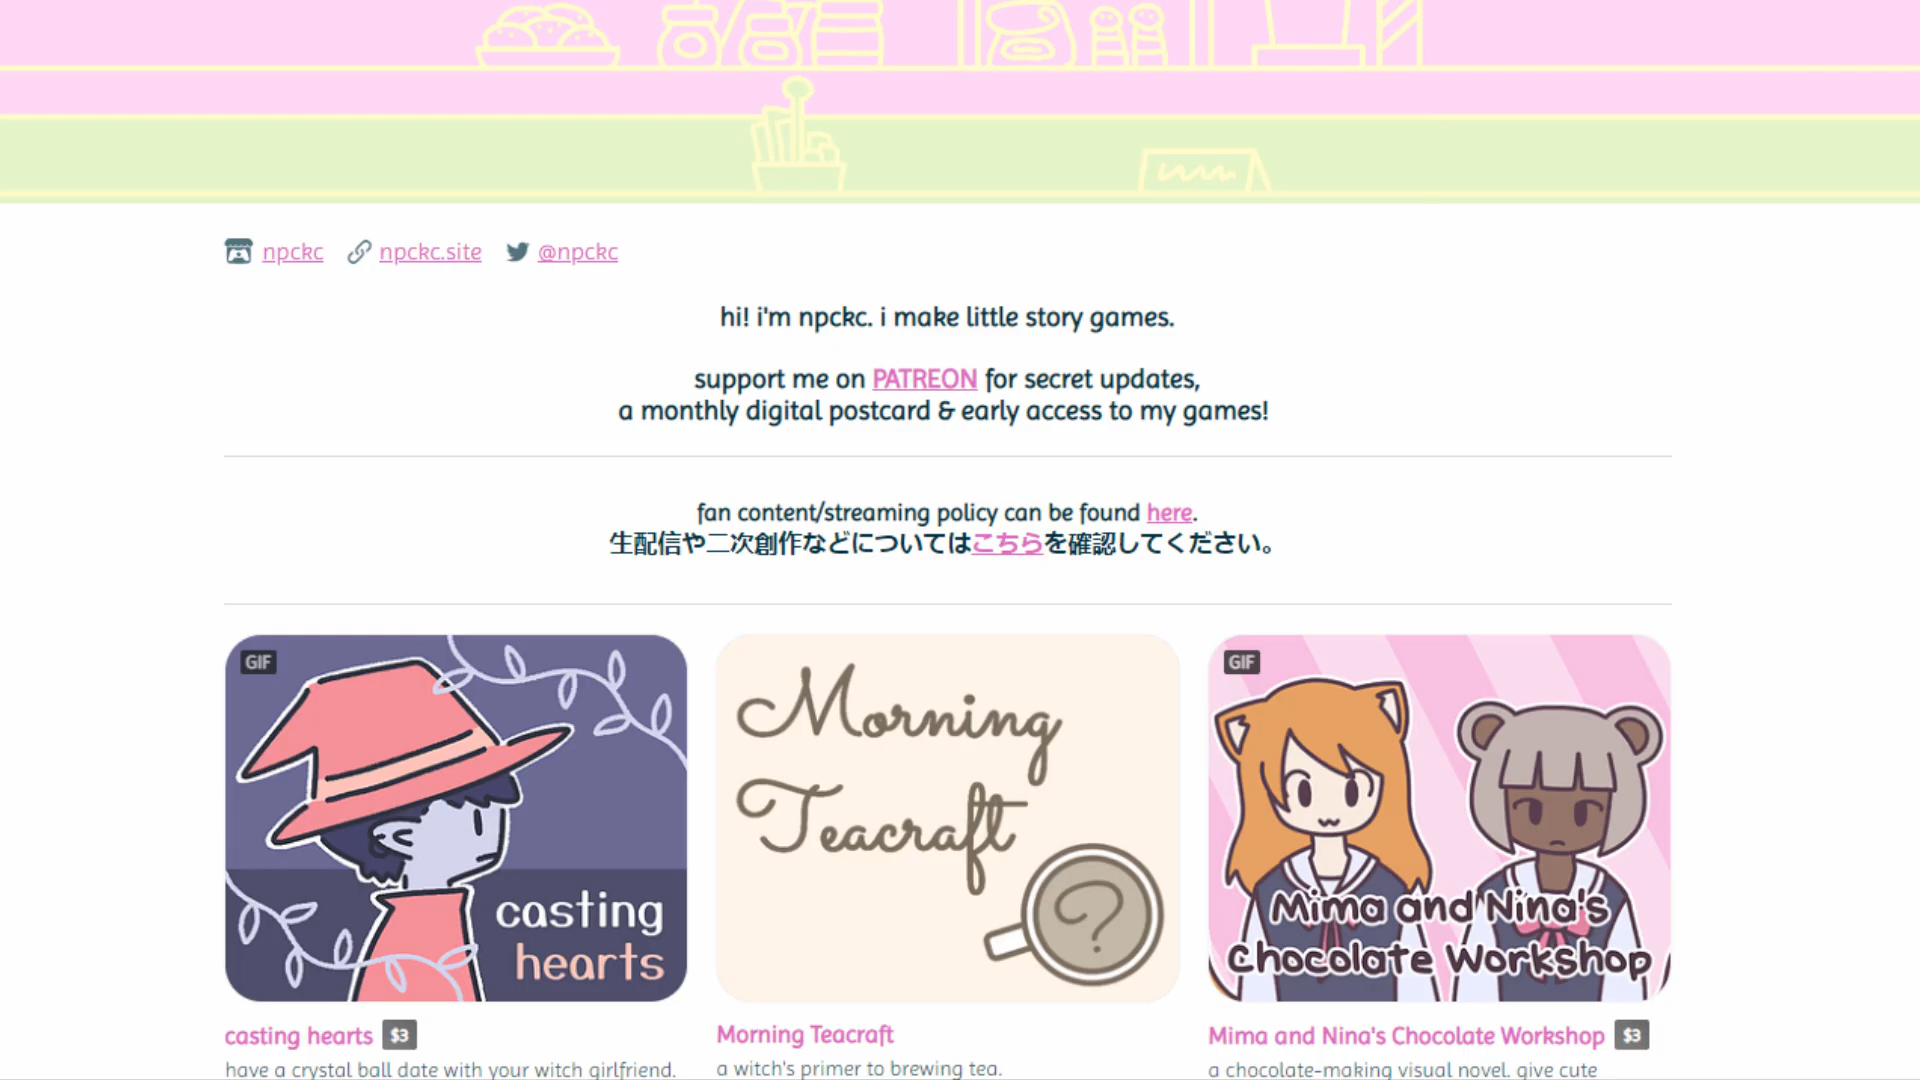 npckc npckc.site @npckc
hi! i'm npckc. i make little story games.
support me on PATREON for secret updates,
a monthly digital postcard & early access to my games!
fan content/streaming policy can be found here.
生配信や二次創作などについてはこちらを確認してください。
GIF
casting
hearts
Morning
Teacraft
?
GIF
Mima and Nina's
Chocolate Workshop
casting hearts $3
have a crystal ball date with your witch girlfriend.
Morning Teacraft
a witch's primer to brewing tea.
Mima and Nina's Chocolate Workshop $3
a chocolate-making visual novel. give cute